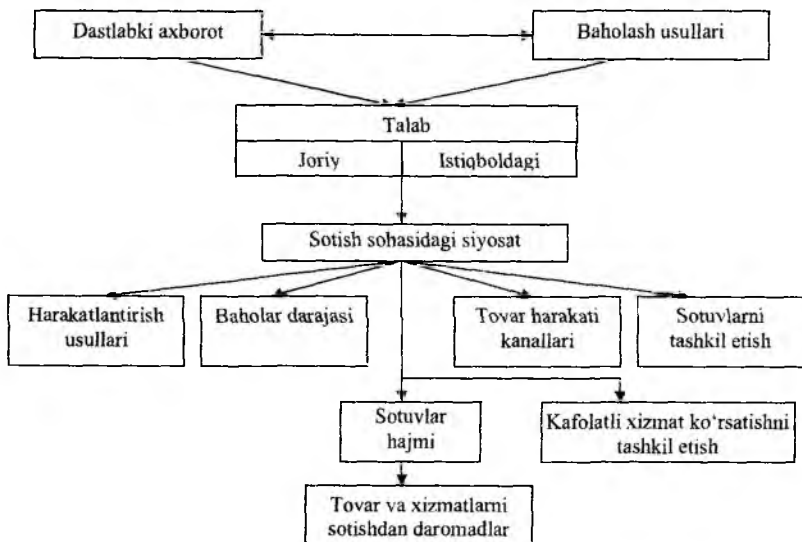 Dastlabki axborot
Baholash usullari
Talab
Joriy
Istiqboldagi
Sotish sohasidagi siyosat
Harakatlantirish
usullari
Baholar darajasi
Tovar harakati
kanallari
Sotuvlarni
tashkil etish
Sotuvlar
hajmi
Kafolatli xizmat ko‘rsatishni
tashkil etish
Tovar va xizmatlarni
sotishdan daromadlar